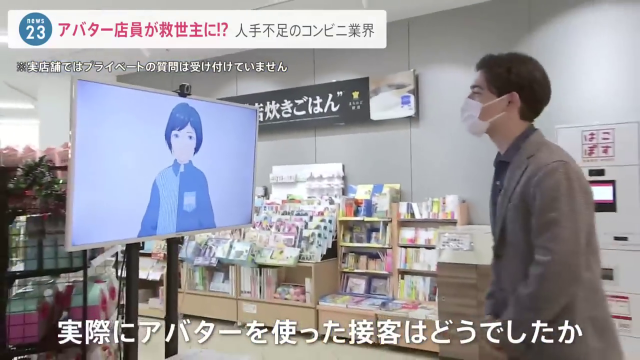 news
23
アバター店員が救世主に!? 人手不足のコンビニ業界
※実店舗ではプライベートの質問は受け付けていません
店炊きごはん”
はこ
ぽす
実際にアバターを使った接客はどうでしたか